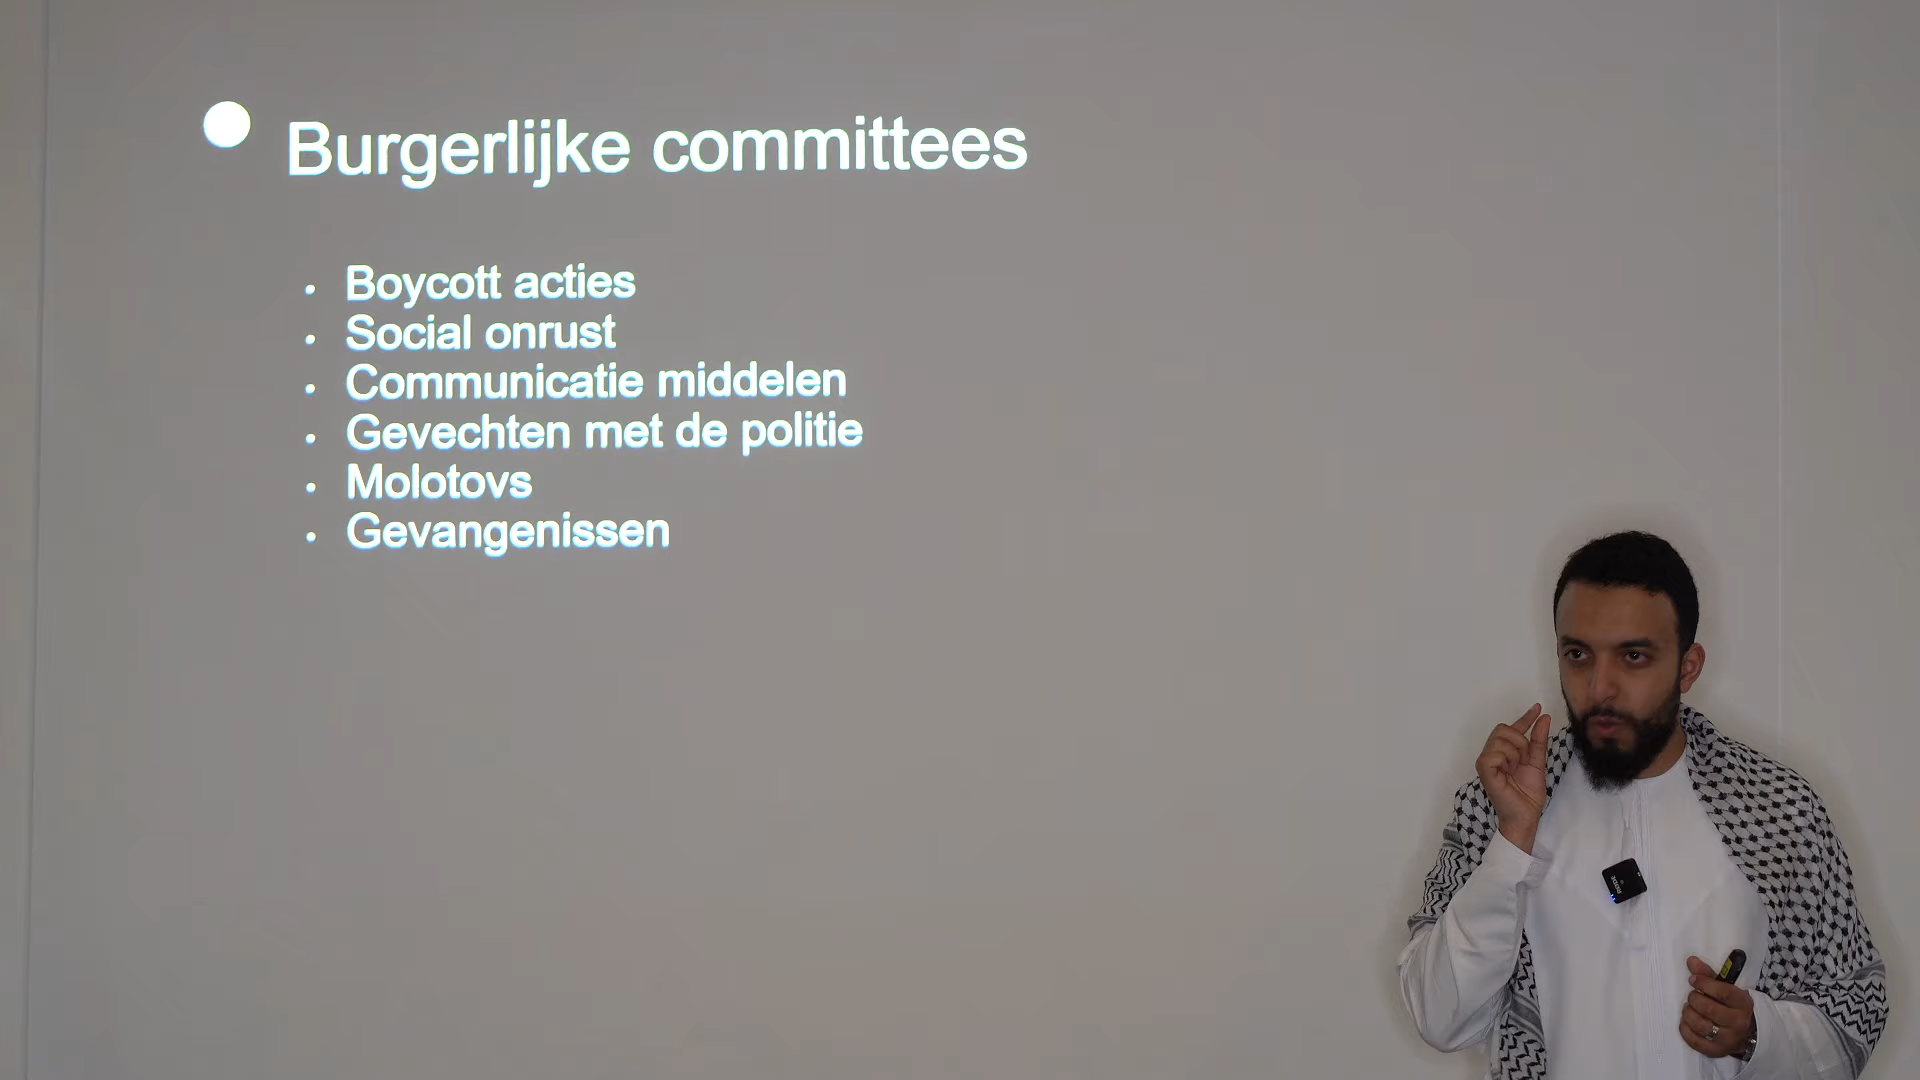 Burgerlijke committees
Boycott acties
Social onrust
Communicatie middelen
Gevechten met de politie
Molotovs
Gevangenissen